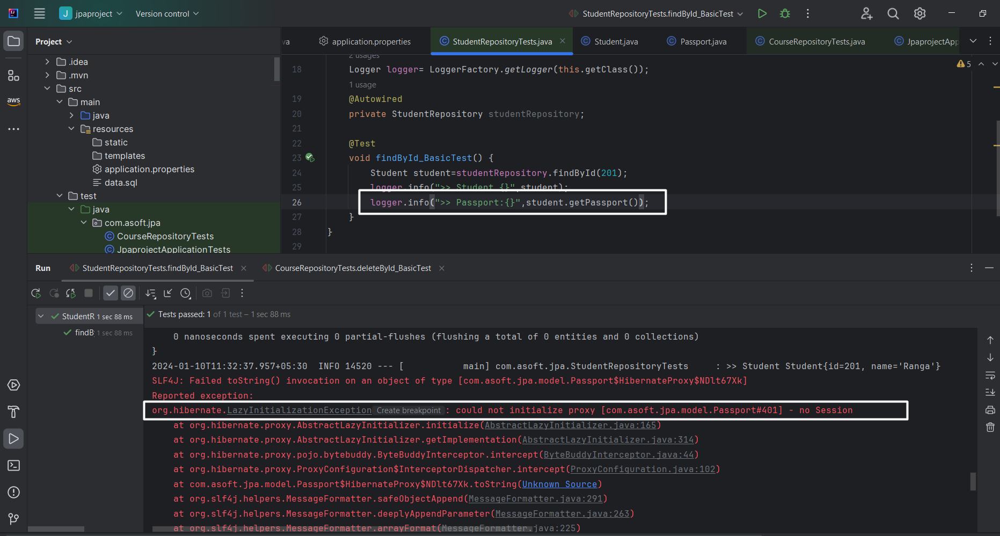 J jpaproject Version control StudentRepositoryTests.findById_BasicTest
Project
va application.properties StudentRepositoryTests.java Student.java Passport.java CourseRepositoryTests.java JpaprojectApp
.idea
.mvn
src
main
java
resources
static
templates
application.properties
data.sql
test
java
com.asoft.jpa
CourseRepositoryTests
JpaprojectApplicationTests
aws
2 usages
18 Logger logger= LoggerFactory.getLogger(this.getClass());
1 usage
19 @Autowired
20 private StudentRepository studentRepository;
21
22 @Test
23 void findById_BasicTest() {
24 Student student=studentRepository.findById(201);
25 logger.info(">> Student {}",student);
26 logger.info(">> Passport:{}",student.getPassport());
27 }
28 }
29
5
Run StudentRepositoryTests.findById_BasicTest CourseRepositoryTests.deleteById_BasicTest
StudentR 1 sec 88 ms
findBy 1 sec 88 ms
Tests passed: 1 of 1 test – 1 sec 88 ms
0 nanoseconds spent executing 0 partial-flushes (flushing a total of 0 entities and 0 collections)
}
2024-01-10T11:32:37.957+05:30 INFO 14520 --- [ main] com.asoft.jpa.StudentRepositoryTests : >> Student Student{id=201, name='Ranga'}
SLF4J: Failed toString() invocation on an object of type [com.asoft.jpa.model.Passport$HibernateProxy$NDlt67Xk]
Reported exception:
org.hibernate.LazyInitializationException Create breakpoint : could not initialize proxy [com.asoft.jpa.model.Passport#401] - no Session
at org.hibernate.proxy.AbstractLazyInitializer.initialize(AbstractLazyInitializer.java:165)
at org.hibernate.proxy.AbstractLazyInitializer.getImplementation(AbstractLazyInitializer.java:314)
at org.hibernate.proxy.pojo.bytebuddy.ByteBuddyInterceptor.intercept(ByteBuddyInterceptor.java:44)
at org.hibernate.proxy.ProxyConfiguration$InterceptorDispatcher.intercept(ProxyConfiguration.java:102)
at com.asoft.jpa.model.Passport$HibernateProxy$NDlt67Xk.toString(Unknown Source)
at org.slf4j.helpers.MessageFormatter.safeObjectAppend(MessageFormatter.java:291)
at org.slf4j.helpers.MessageFormatter.deeplyAppendParameter(MessageFormatter.java:263)
at org.slf4j.helpers.MessageFormatter.arrayFormat(MessageFormatter.java:225)